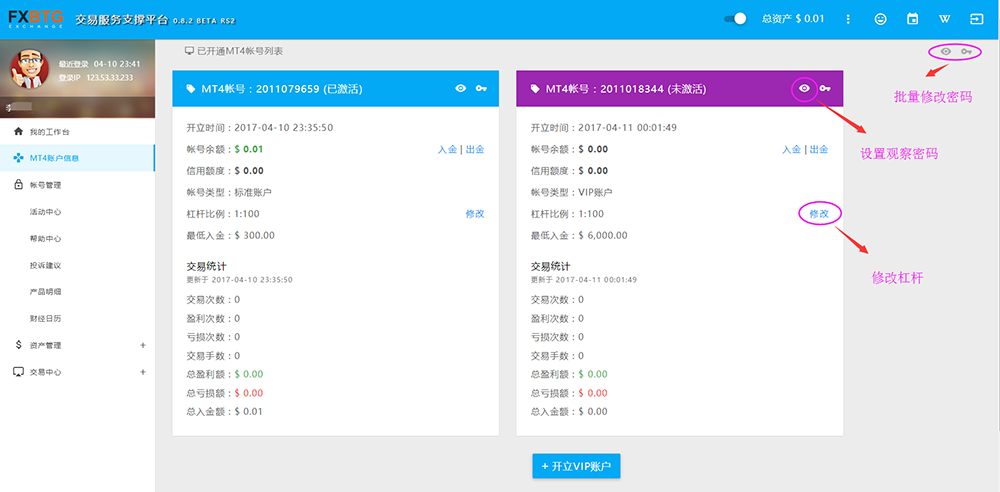 FXBTG
EXCHANGE
交易服务支撑平台 0.8.2 BETA RS2
总资产 $ 0.01
W
最近登录 04-10 23:41
登录IP 123.53.33.233
李
我的工作台
MT4账户信息
帐号管理
活动中心
帮助中心
投诉建议
产品明细
财经日历
资产管理 +
交易中心 +
已开通MT4帐号列表
批量修改密码
MT4帐号：2011079659 (已激活)
开立时间：2017-04-10 23:35:50
帐号余额：$ 0.01 入金 | 出金
信用额度：$ 0.00
帐号类型：标准账户
杠杆比例：1:100 修改
最低入金：$ 300.00
交易统计
更新于 2017-04-10 23:35:50
交易次数：0
盈利次数：0
亏损次数：0
交易手数：0
总盈利额：$ 0.00
总亏损额：$ 0.00
总入金额：$ 0.01
MT4帐号：2011018344 (未激活)
设置观察密码
开立时间：2017-04-11 00:01:49
帐号余额：$ 0.00 入金 | 出金
信用额度：$ 0.00
帐号类型：VIP账户
杠杆比例：1:100 修改
修改杠杆
最低入金：$ 6,000.00
交易统计
更新于 2017-04-11 00:01:49
交易次数：0
盈利次数：0
亏损次数：0
交易手数：0
总盈利额：$ 0.00
总亏损额：$ 0.00
总入金额：$ 0.00
+ 开立VIP账户